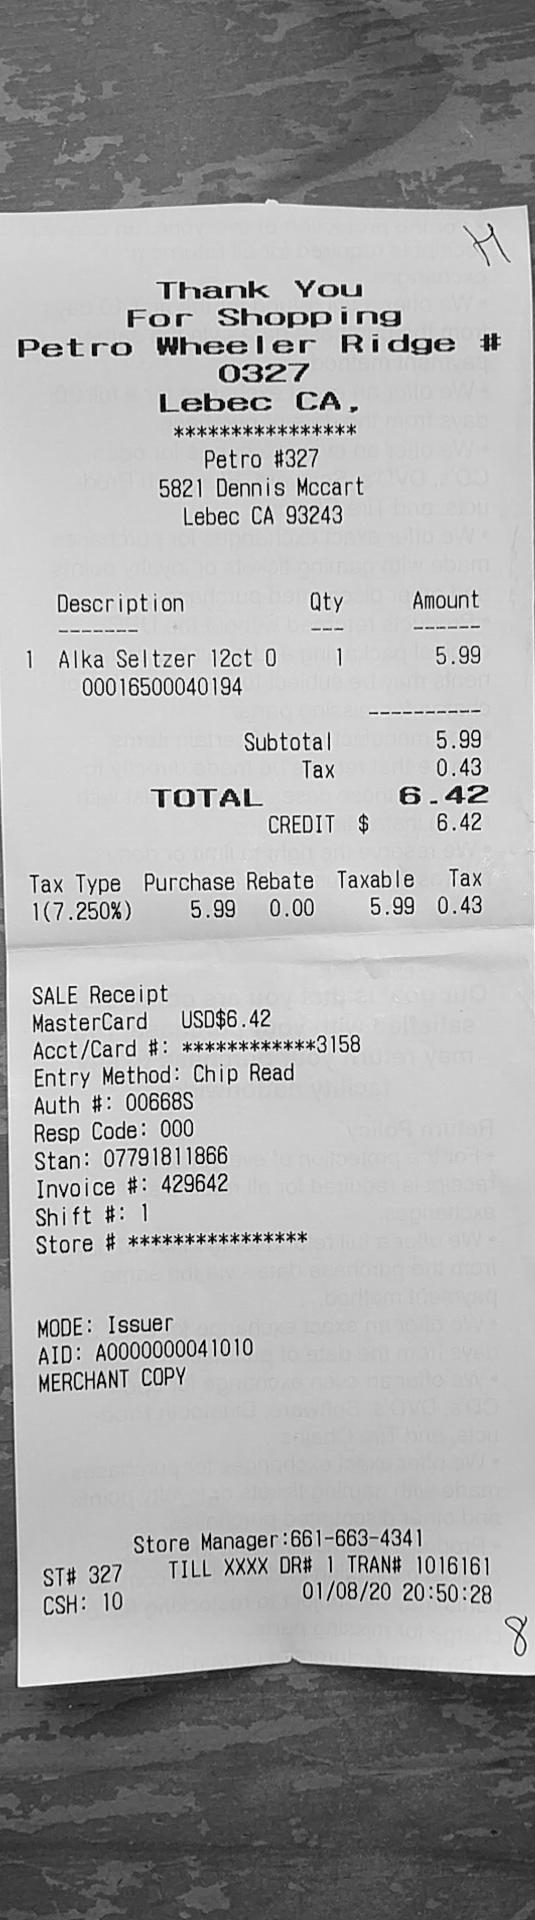 H
Thank You
For Shopping
Petro Wheeler Ridge #
0327
Lebec CA,
****************
Petro #327
5821 Dennis Mccart
Lebec CA 93243
Description Qty Amount
------- --- ------
1 Alka Seltzer 12ct O 1 5.99
00016500040194
----------
Subtotal 5.99
Tax 0.43
TOTAL 6.42
CREDIT $ 6.42
Tax Type Purchase Rebate Taxable Tax
1(7.250%) 5.99 0.00 5.99 0.43
SALE Receipt
MasterCard USD$6.42
Acct/Card #: ************3158
Entry Method: Chip Read
Auth #: 00668S
Resp Code: 000
Stan: 07791811866
Invoice #: 429642
Shift #: 1
Store # ****************
MODE: Issuer
AID: A0000000041010
MERCHANT COPY
Store Manager:661-663-4341
ST# 327 TILL XXXX DR# 1 TRAN# 1016161
CSH: 10 01/08/20 20:50:28
8